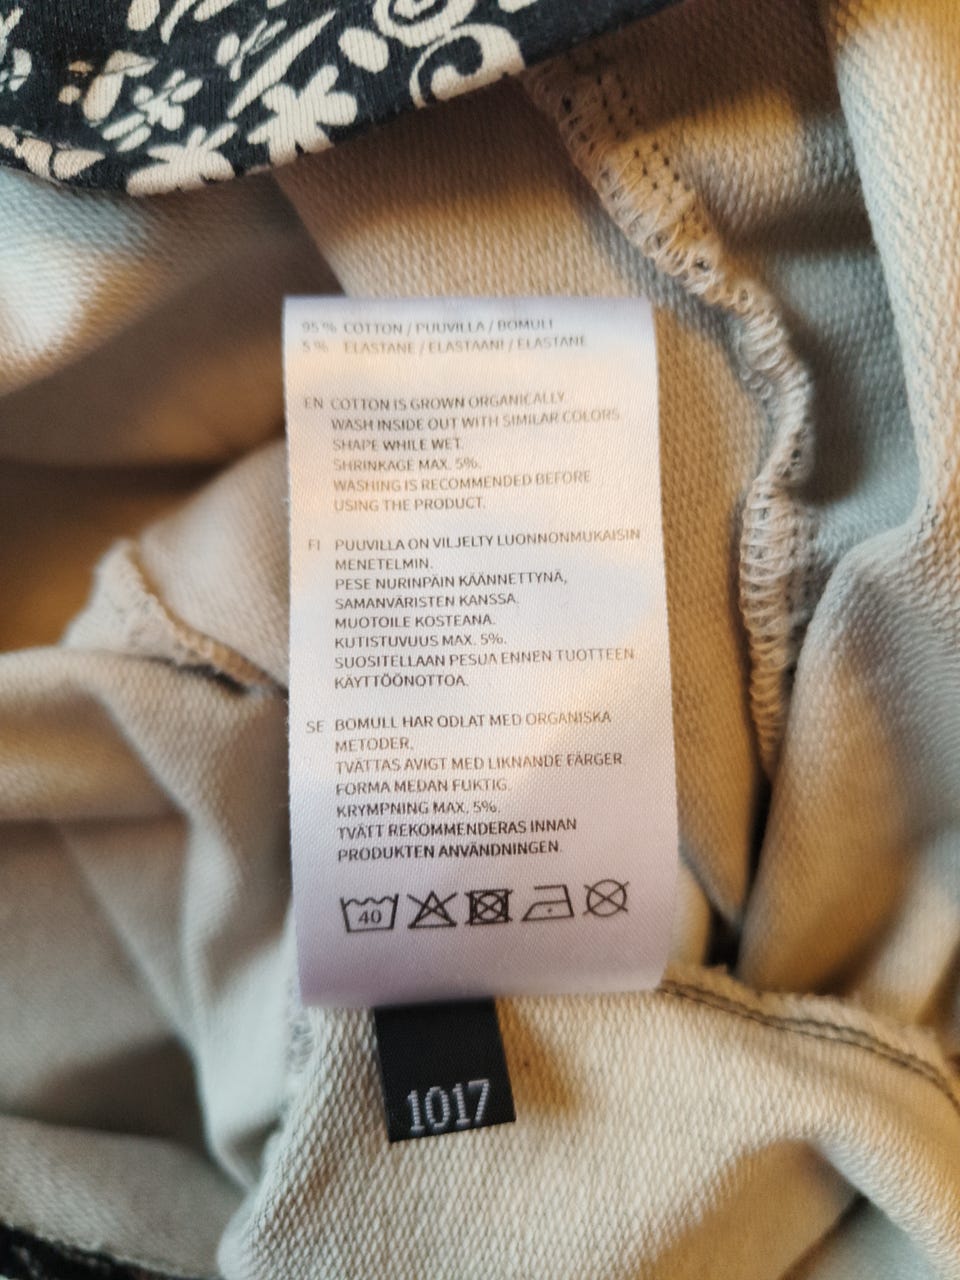 95 % COTTON / PUUVILLA / BOMULL
5 % ELASTANE / ELASTAANI / ELASTANE
EN COTTON IS GROWN ORGANICALLY.
WASH INSIDE OUT WITH SIMILAR COLORS.
SHAPE WHILE WET.
SHRINKAGE MAX. 5%.
WASHING IS RECOMMENDED BEFORE
USING THE PRODUCT.
FI PUUVILLA ON VILJELTY LUONNONMUKAISIN
MENETELMIN.
PESE NURINPÄIN KÄÄNNETTYNÄ,
SAMANVÄRISTEN KANSSA.
MUOTOILE KOSTEANA.
KUTISTUVUUS MAX. 5%.
SUOSITELLAAN PESUA ENNEN TUOTTEEN
KÄYTTÖÖNOTTOA.
SE BOMULL HAR ODLAT MED ORGANISKA
METODER.
TVÄTTAS AVIGT MED LIKNANDE FÄRGER.
FORMA MEDAN FUKTIG.
KRYMPNING MAX. 5%.
TVÄTT REKOMMENDERAS INNAN
PRODUKTEN ANVÄNDNINGEN.
40
1017